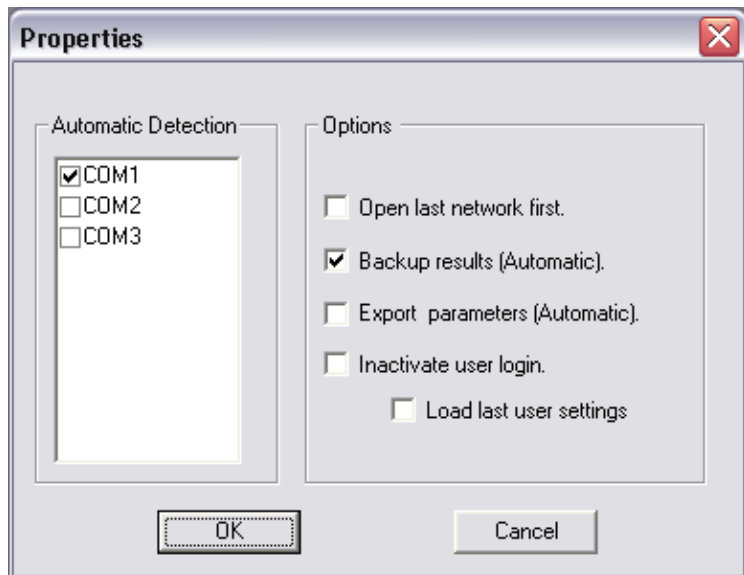 Properties
Automatic Detection
COM1
COM2
COM3
Options
Open last network first.
Backup results (Automatic).
Export  parameters (Automatic).
Inactivate user login.
Load last user settings
OK
Cancel